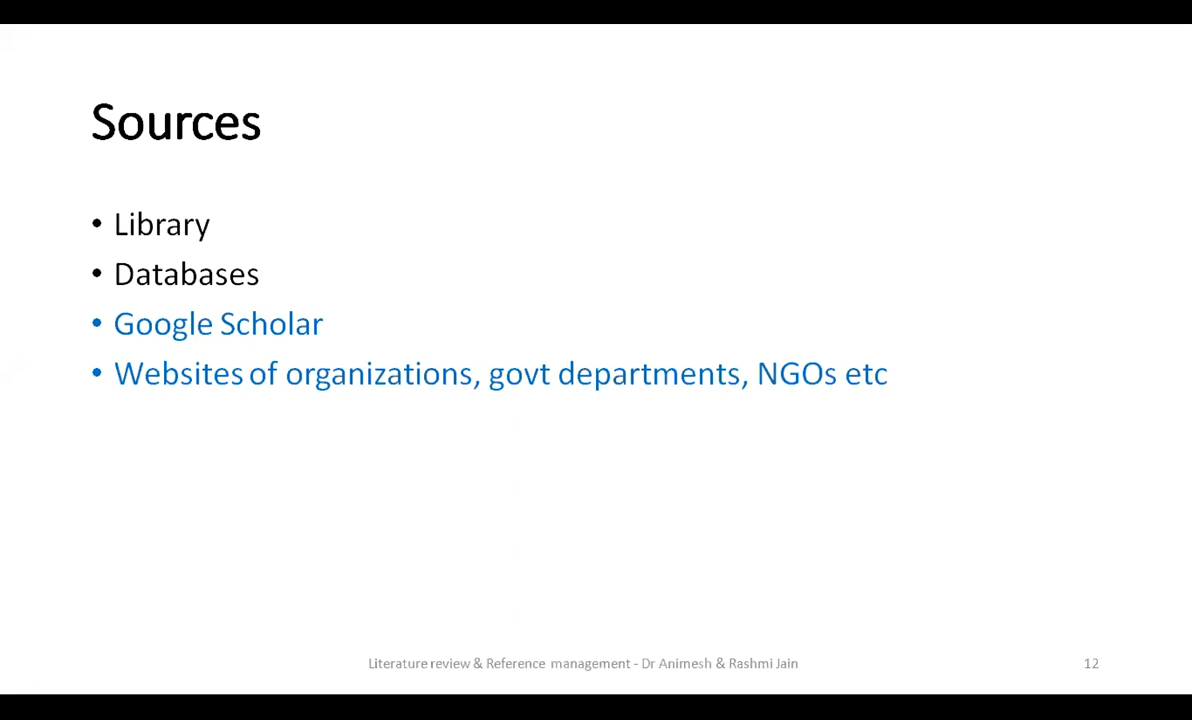 Sources
• Library
• Databases
• Google Scholar
• Websites of organizations, govt departments, NGOs etc
Literature review & Reference management - Dr Animesh & Rashmi Jain
12